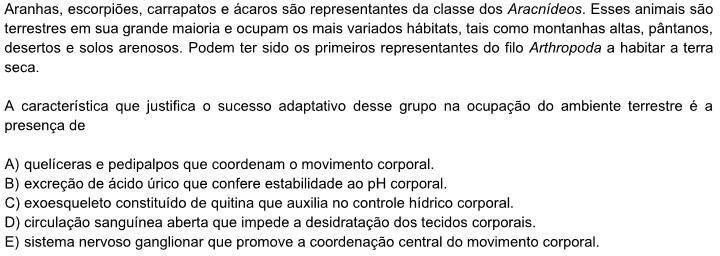 Aranhas, escorpiões, carrapatos e ácaros são representantes da classe dos Aracnídeos. Esses animais são
terrestres em sua grande maioria e ocupam os mais variados hábitats, tais como montanhas altas, pântanos,
desertos e solos arenosos. Podem ter sido os primeiros representantes do filo Arthropoda a habitar a terra
seca.
A característica que justifica o sucesso adaptativo desse grupo na ocupação do ambiente terrestre é a
presença de
A) quelíceras e pedipalpos que coordenam o movimento corporal.
B) excreção de ácido úrico que confere estabilidade ao pH corporal.
C) exoesqueleto constituído de quitina que auxilia no controle hídrico corporal.
D) circulação sanguínea aberta que impede a desidratação dos tecidos corporais.
E) sistema nervoso ganglionar que promove a coordenação central do movimento corporal.